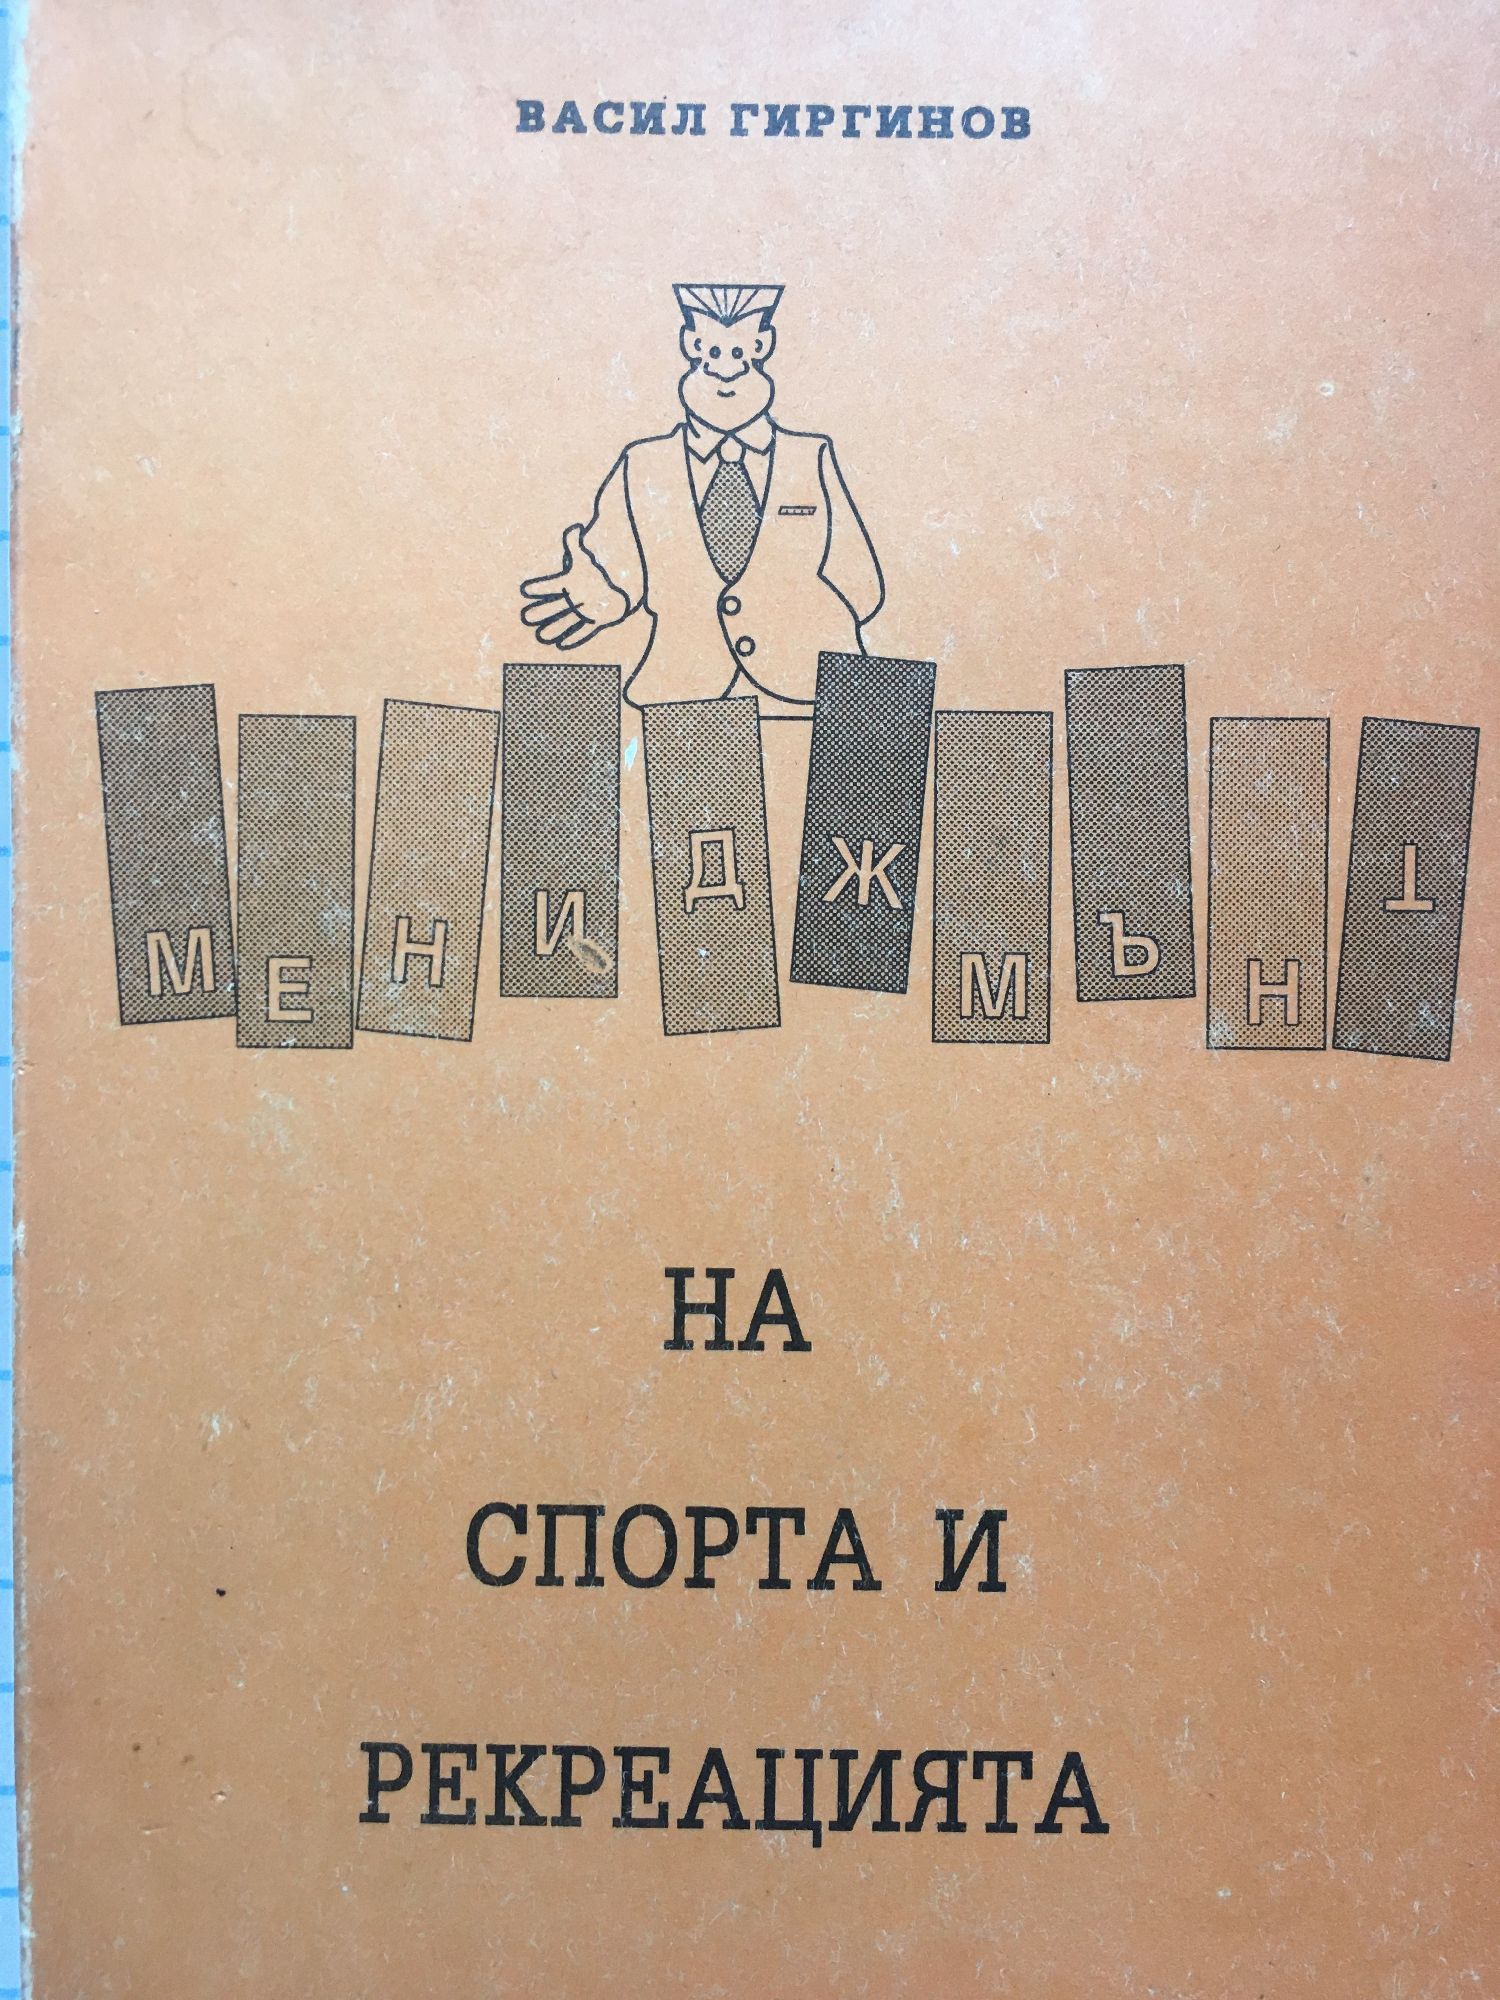 ВАСИЛ ГИРГИНОВ
МЕНИДЖМЪНТ
НА
СПОРТА И
РЕКРЕАЦИЯТА